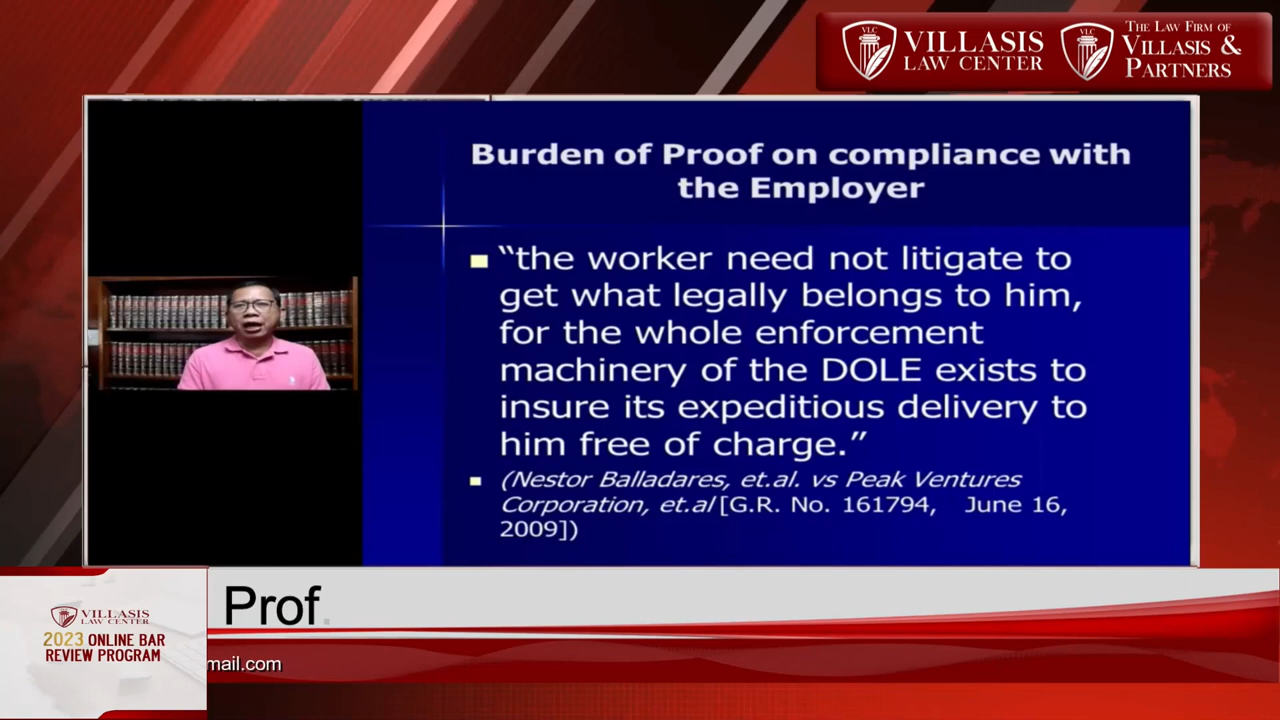 VLC
VILLASIS
LAW CENTER
VLC
THE LAW FIRM OF
VILLASIS &
PARTNERS
Burden of Proof on compliance with
the Employer
“the worker need not litigate to
get what legally belongs to him,
for the whole enforcement
machinery of the DOLE exists to
insure its expeditious delivery to
him free of charge.”
(Nestor Balladares, et.al. vs Peak Ventures
Corporation, et.al [G.R. No. 161794, June 16,
2009])
Prof.
VILLASIS
LAW CENTER
2023 ONLINE BAR
REVIEW PROGRAM
mail.com